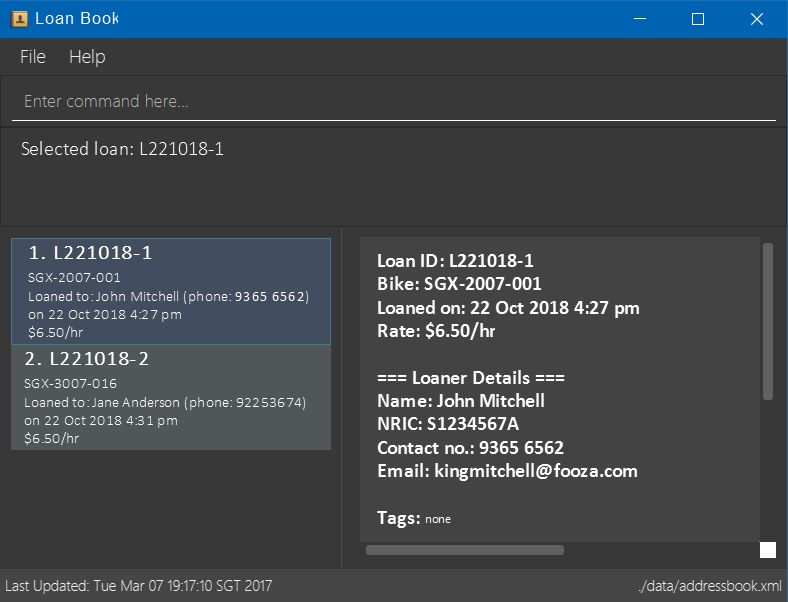 Loan Book
File Help
Enter command here...
Selected loan: L221018-1
1. L221018-1
SGX-2007-001
Loaned to: John Mitchell (phone: 9365 6562)
on 22 Oct 2018 4:27 pm
$6.50/hr
2. L221018-2
SGX-3007-016
Loaned to: Jane Anderson (phone: 92253674)
on 22 Oct 2018 4:31 pm
$6.50/hr
Loan ID: L221018-1
Bike: SGX-2007-001
Loaned on: 22 Oct 2018 4:27 pm
Rate: $6.50/hr
=== Loaner Details ===
Name: John Mitchell
NRIC: S1234567A
Contact no.: 9365 6562
Email: kingmitchell@fooza.com
Tags: none
Last Updated: Tue Mar 07 19:17:10 SGT 2017
./data/addressbook.xml